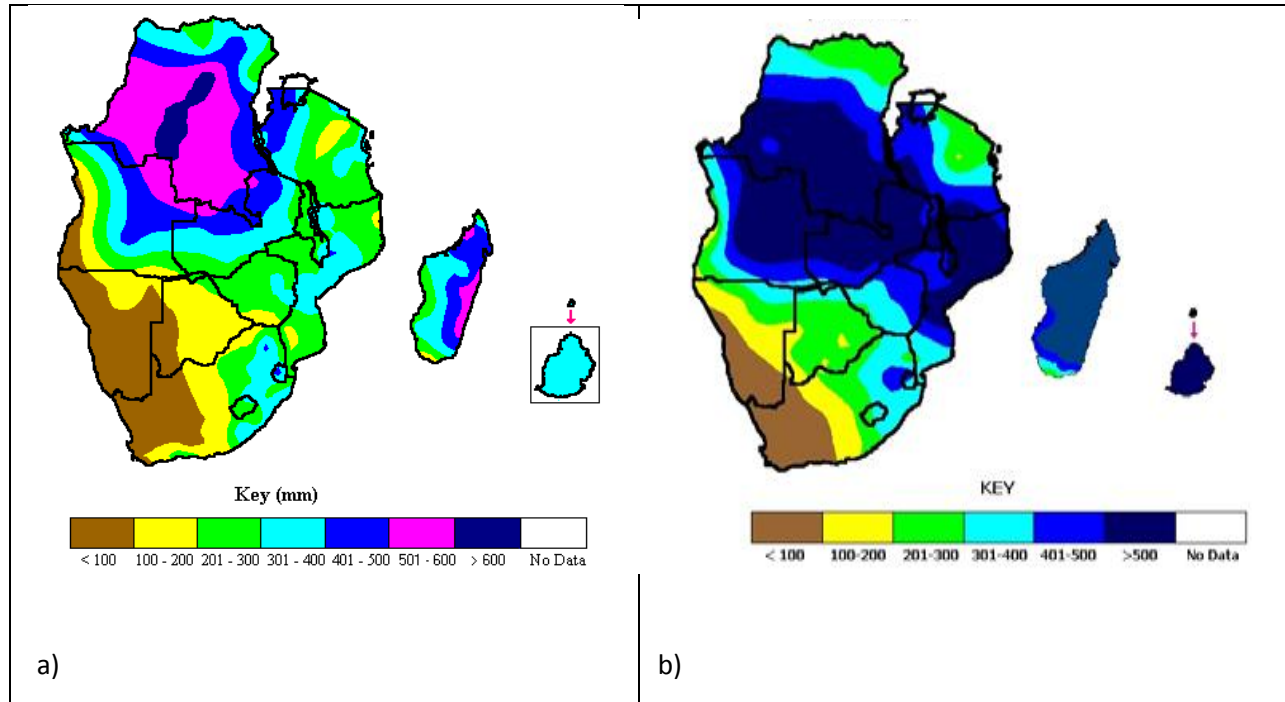 Key (mm)
< 100 100 - 200 201 - 300 301 - 400 401 - 500 501 - 600 > 600 No Data
a)
KEY
< 100 100-200 201-300 301-400 401-500 >500 No Data
b)